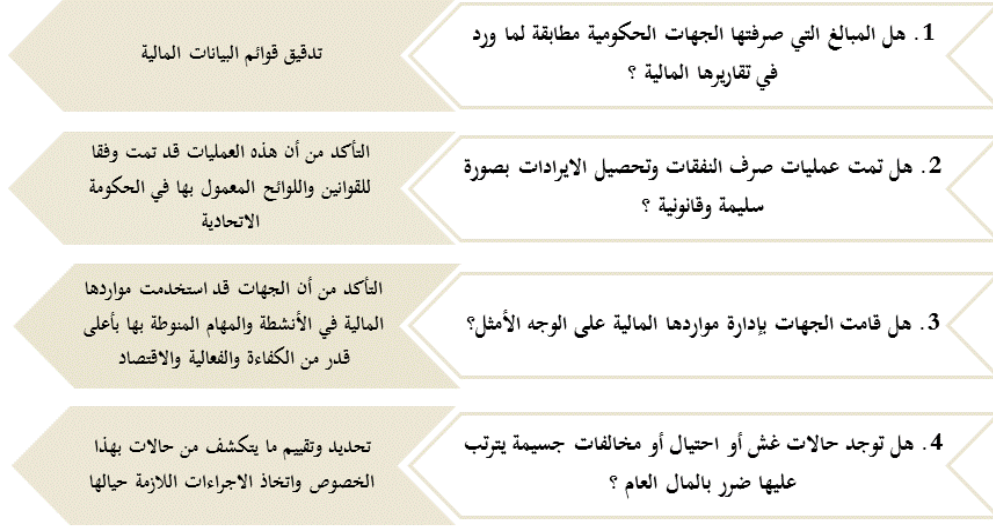 1. هل المبالغ التي صرفتها الجهات الحكومية مطابقة لما ورد
في تقاريرها المالية ؟
تدقيق قوائم البيانات المالية
2. هل تمت عمليات صرف النفقات وتحصيل الايرادات بصورة
سليمة وقانونية ؟
التأكد من أن هذه العمليات قد تمت وفقا
للقوانين واللوائح المعمول بها في الحكومة
الاتحادية
3. هل قامت الجهات بإدارة مواردها المالية على الوجه الأمثل؟
التأكد من أن الجهات قد استخدمت مواردها
المالية في الأنشطة والمهام المنوطة بها بأعلى
قدر من الكفاءة والفعالية والاقتصاد
4. هل توجد حالات غش أو احتيال أو مخالفات جسيمة يترتب
عليها ضرر بالمال العام ؟
تحديد وتقييم ما يتكشف من حالات بهذا
الخصوص واتخاذ الاجراءات اللازمة حيالها